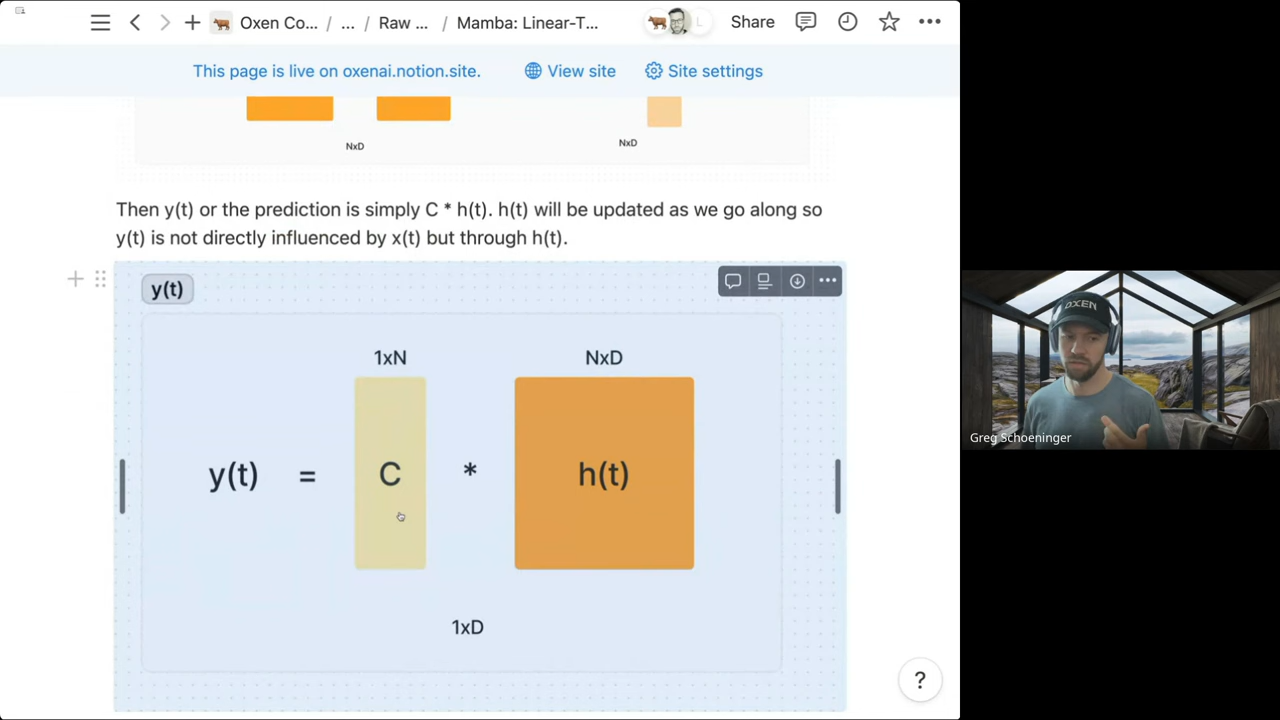 Oxen Co... / ... / Raw ... / Mamba: Linear-T... L Share
This page is live on oxenai.notion.site. View site Site settings
NxD NxD
Then y(t) or the prediction is simply C * h(t). h(t) will be updated as we go along so
y(t) is not directly influenced by x(t) but through h(t).
y(t)
1xN NxD
y(t) = C * h(t)
1xD
?
OXEN
Greg Schoeninger